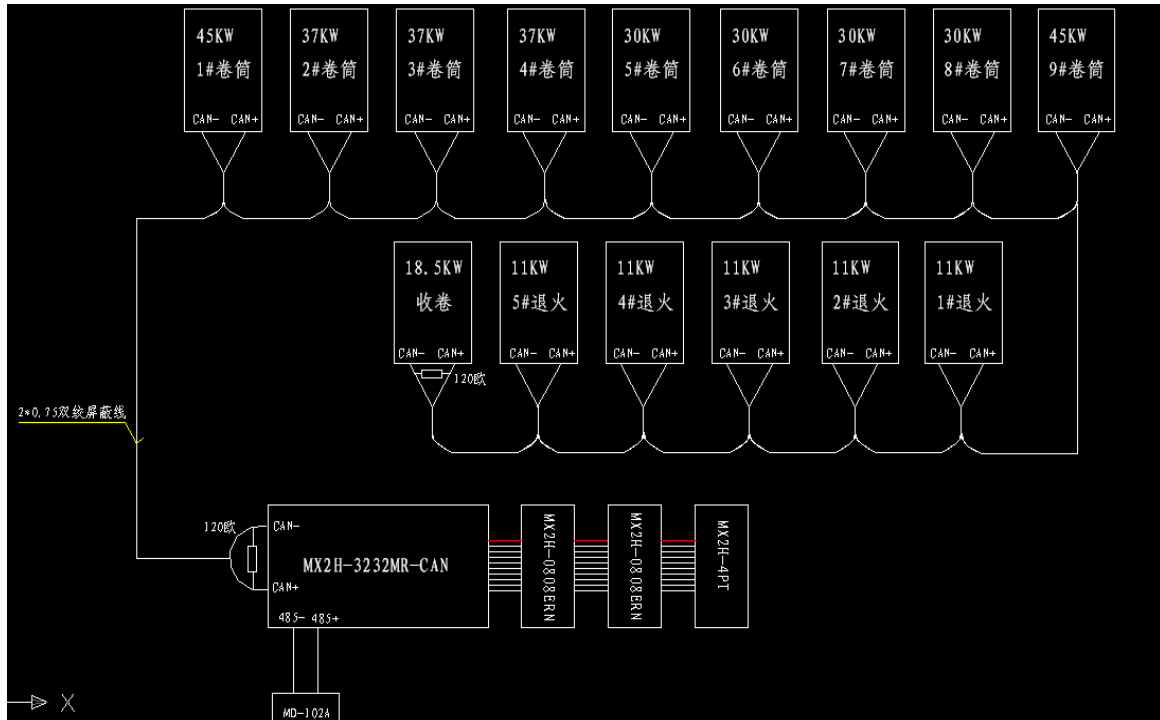 45KW
1#卷筒
CAN- CAN+
37KW
2#卷筒
CAN- CAN+
37KW
3#卷筒
CAN- CAN+
37KW
4#卷筒
CAN- CAN+
30KW
5#卷筒
CAN- CAN+
30KW
6#卷筒
CAN- CAN+
30KW
7#卷筒
CAN- CAN+
30KW
8#卷筒
CAN- CAN+
45KW
9#卷筒
CAN- CAN+
18.5KW
收卷
CAN- CAN+
120欧
11KW
5#退火
CAN- CAN+
11KW
4#退火
CAN- CAN+
11KW
3#退火
CAN- CAN+
11KW
2#退火
CAN- CAN+
11KW
1#退火
CAN- CAN+
2*0.75双绞屏蔽线
120欧
CAN-
MX2H-3232MR-CAN
CAN+
485- 485+
MX2H-0808ERN
MX2H-0808ERN
MX2H-4PT
MD-102A
X